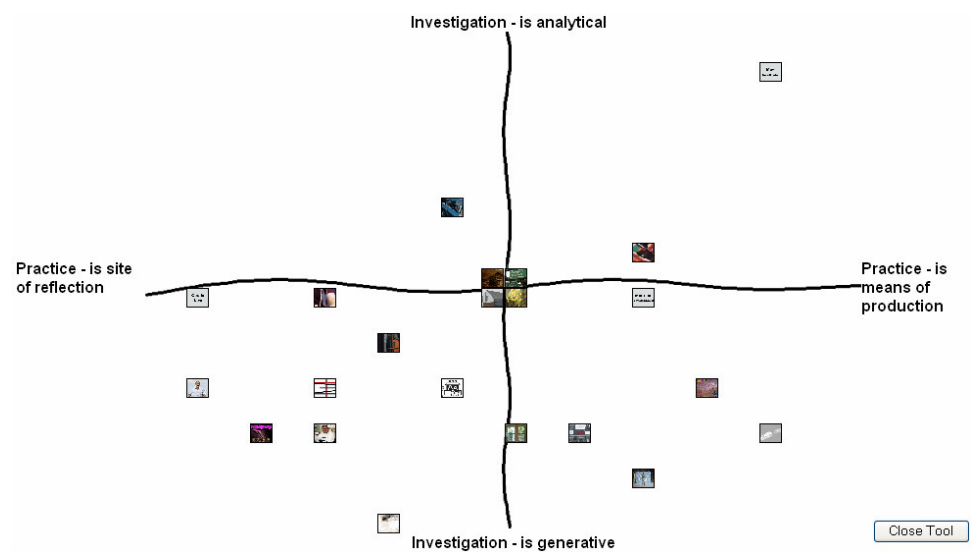 Investigation - is analytical
Practice - is site
of reflection
Practice - is
means of
production
Investigation - is generative
Close Tool